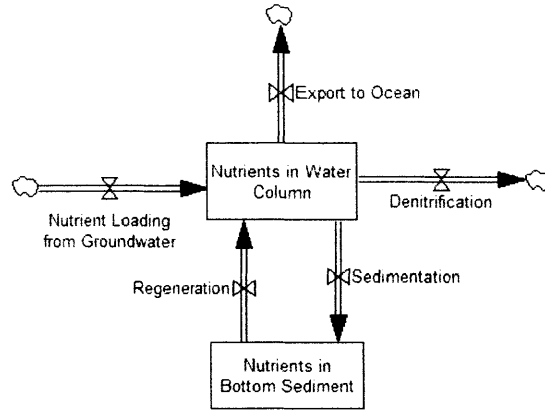 Export to Ocean
Nutrients in Water
Column
Nutrient Loading
from Groundwater
Denitrification
Regeneration
Sedimentation
Nutrients in
Bottom Sediment